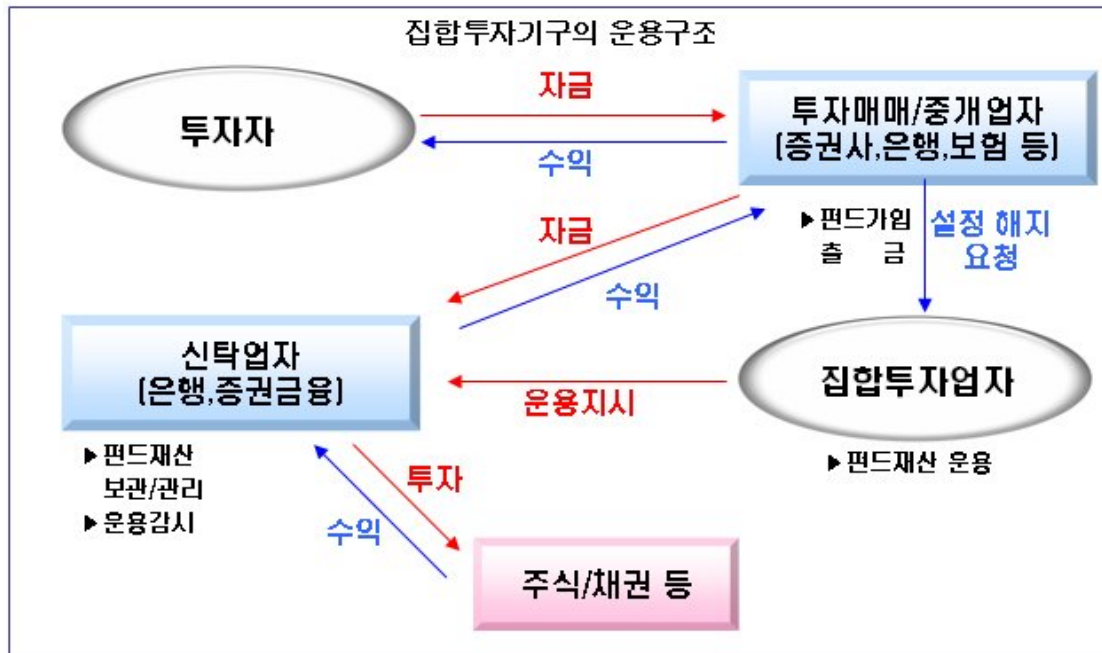 집합투자기구의 운용구조
투자자
자금
수익
투자매매/중개업자
(증권사,은행,보험 등)
▶펀드가입
출 금
설정 해지
요청
자금
수익
신탁업자
(은행,증권금융)
▶펀드재산
보관/관리
▶운용감시
운용지시
집합투자업자
▶펀드재산 운용
투자
수익
주식/채권 등